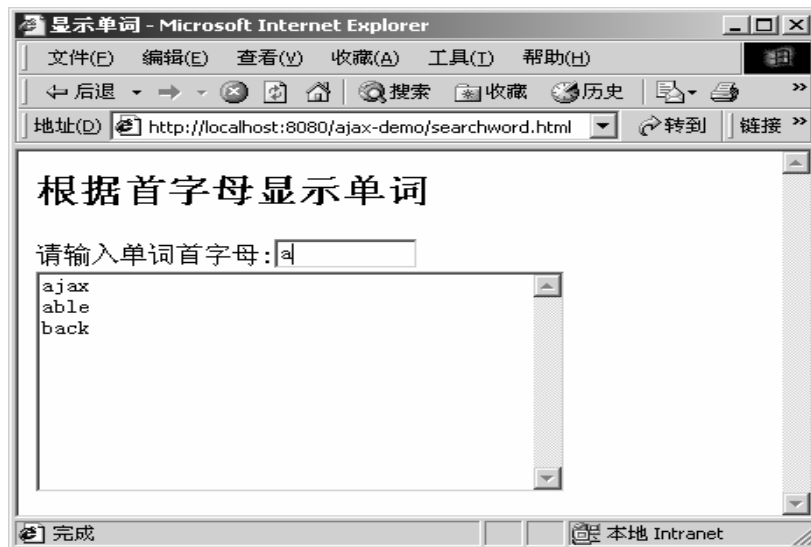 显示单词 - Microsoft Internet Explorer
文件(F) 编辑(E) 查看(V) 收藏(A) 工具(T) 帮助(H)
后退 搜索 收藏 历史 »
地址(D) http://localhost:8080/ajax-demo/searchword.html 转到 链接 »
根据首字母显示单词
请输入单词首字母:a
ajax
able
back
完成 本地 Intranet